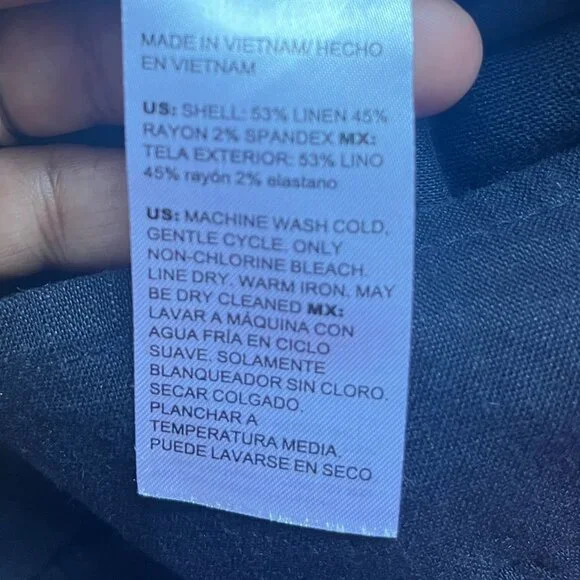 MADE IN VIETNAM/ HECHO
EN VIETNAM
US: SHELL: 53% LINEN 45%
RAYON 2% SPANDEX MX:
TELA EXTERIOR: 53% LINO
45% rayón 2% elastano
US: MACHINE WASH COLD,
GENTLE CYCLE. ONLY
NON-CHLORINE BLEACH.
LINE DRY. WARM IRON. MAY
BE DRY CLEANED MX:
LAVAR A MÁQUINA CON
AGUA FRÍA EN CICLO
SUAVE. SOLAMENTE
BLANQUEADOR SIN CLORO.
SECAR COLGADO.
PLANCHAR A
TEMPERATURA MEDIA.
PUEDE LAVARSE EN SECO